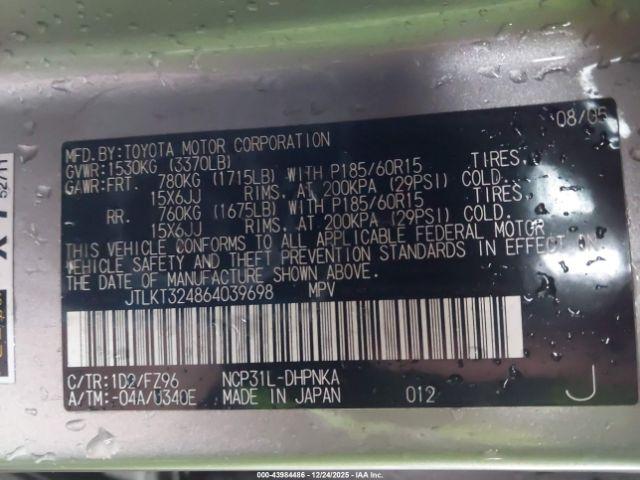 MFD.BY:TOYOTA MOTOR CORPORATION 08/05
GVWR:1530KG (3370LB)
GAWR:FRT. 780KG (1715LB) WITH P185/60R15 TIRES,
15X6JJ RIMS, AT 200KPA (29PSI) COLD.
RR. 760KG (1675LB) WITH P185/60R15 TIRES,
15X6JJ RIMS, AT 200KPA (29PSI) COLD.
THIS VEHICLE CONFORMS TO ALL APPLICABLE FEDERAL MOTOR
VEHICLE SAFETY AND THEFT PREVENTION STANDARDS IN EFFECT ON
THE DATE OF MANUFACTURE SHOWN ABOVE.
JTLKT324864039698 MPV
C/TR:1D2/FZ96 NCP31L-DHPNKA
A/TM:-04A/U340E MADE IN JAPAN 012 J
000-43984486 - 12/24/2025 - IAA Inc.